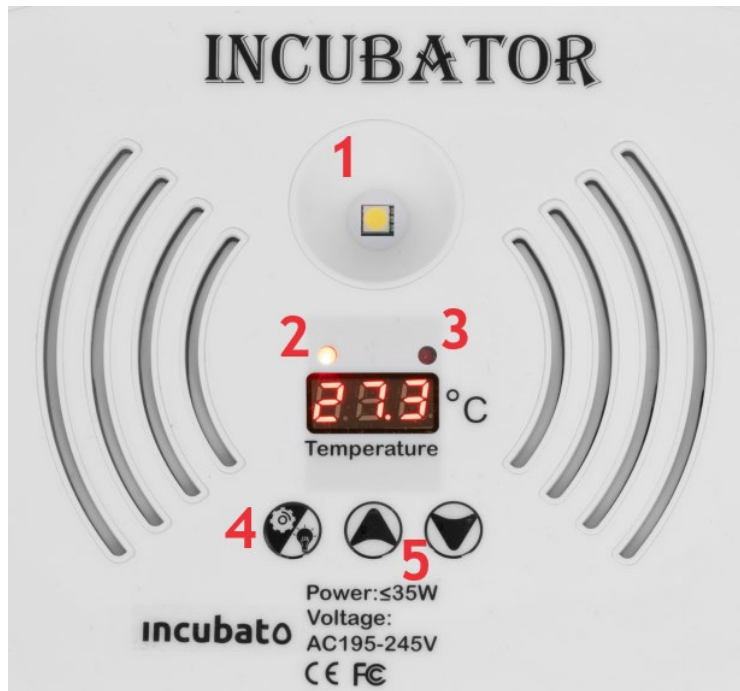 INCUBATOR
1
2
3
27.3 °C
Temperature
4
5
Power:≤35W
Voltage:
incubato
AC195-245V
CE FC